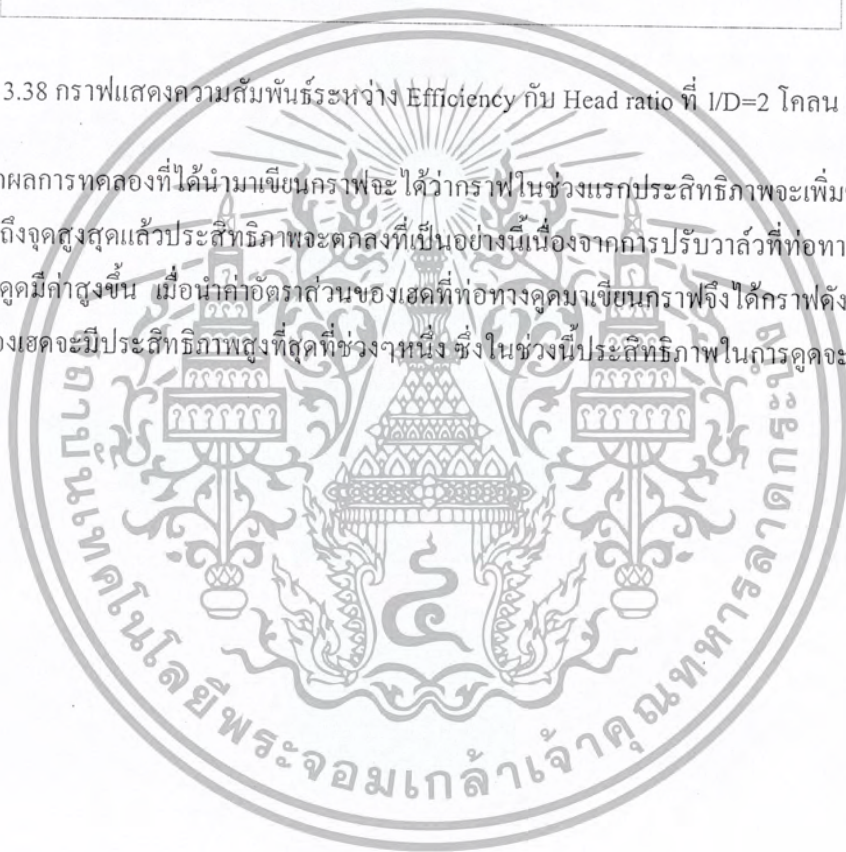 3.38 กราฟแสดงความสัมพันธ์ระหว่าง Efficiency กับ Head ratio ที่ l/D=2 โคลน
ผลการทดลองที่ได้นำมาเขียนกราฟจะได้ว่ากราฟในช่วงแรกประสิทธิภาพจะเพิ่ม
ถึงจุดสูงสุดแล้วประสิทธิภาพจะตกลงที่เป็นอย่างนี้เนื่องจากการปรับวาล์วที่ท่อทา
ดูดมีค่าสูงขึ้น เมื่อนำค่าอัตราส่วนของเฮดที่ท่อทางดูดมาเขียนกราฟจึงได้กราฟดัง
องเฮดจะมีประสิทธิภาพสูงที่สุดที่ช่วงๆหนึ่ง ซึ่งในช่วงนี้ประสิทธิภาพในการดูดจะ
สถาบันเทคโนโลยีพระจอมเกล้าเจ้าคุณทหารลาดกระบัง